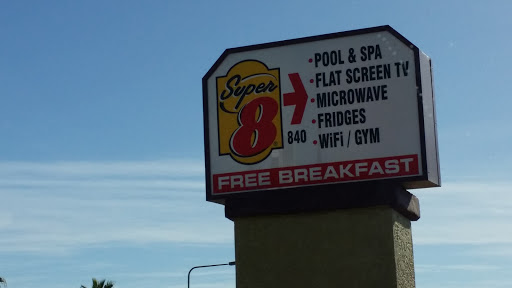 Super
8
840
• POOL & SPA
• FLAT SCREEN TV
• MICROWAVE
• FRIDGES
• WiFi / GYM
FREE BREAKFAST